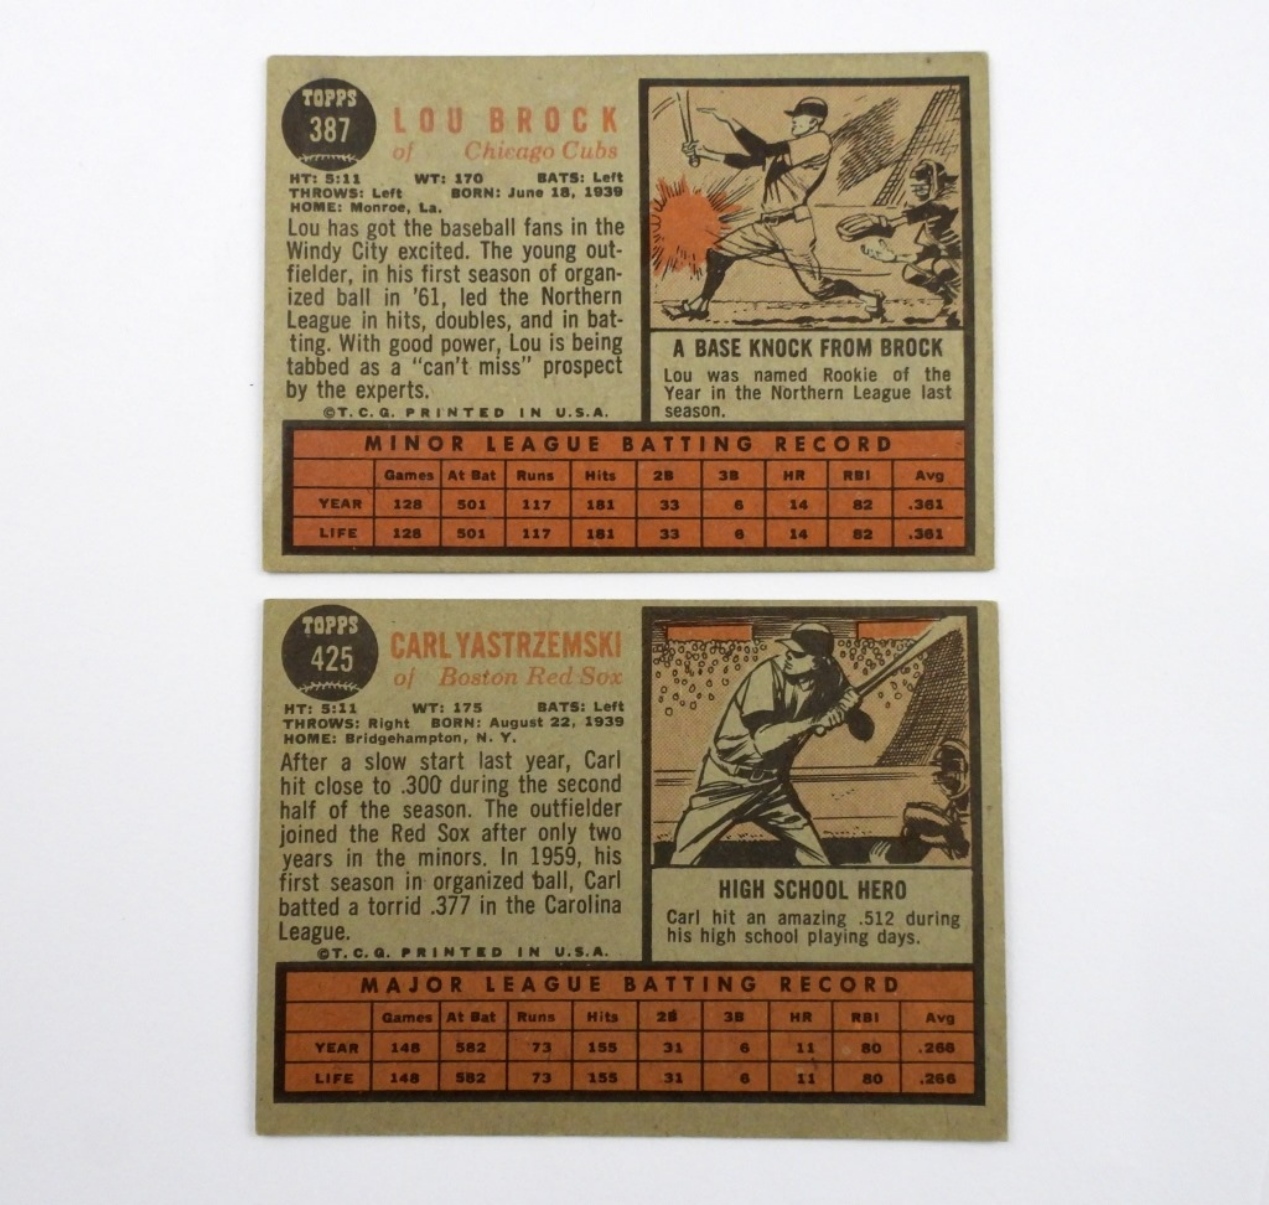 TOPPS
387
LOU BROCK
of Chicago Cubs
HT: 5:11 WT: 170 BATS: Left
THROWS: Left BORN: June 18, 1939
HOME: Monroe, La.
Lou has got the baseball fans in the
Windy City excited. The young out-
fielder, in his first season of organ-
ized ball in '61, led the Northern
League in hits, doubles, and in bat-
ting. With good power, Lou is being
tabbed as a “can't miss” prospect
by the experts.
©T.C.G. PRINTED IN U.S.A.
A BASE KNOCK FROM BROCK
Lou was named Rookie of the
Year in the Northern League last
season.
MINOR LEAGUE BATTING RECORD
Games At Bat Runs Hits 2B 3B HR RBI Avg
YEAR 128 501 117 181 33 6 14 82 .361
LIFE 128 501 117 181 33 6 14 82 .361
TOPPS
425
CARL YASTRZEMSKI
of Boston Red Sox
HT: 5:11 WT: 175 BATS: Left
THROWS: Right BORN: August 22, 1939
HOME: Bridgehampton, N. Y.
After a slow start last year, Carl
hit close to .300 during the second
half of the season. The outfielder
joined the Red Sox after only two
years in the minors. In 1959, his
first season in organized ball, Carl
batted a torrid .377 in the Carolina
League.
©T.C.G. PRINTED IN U.S.A.
HIGH SCHOOL HERO
Carl hit an amazing .512 during
his high school playing days.
MAJOR LEAGUE BATTING RECORD
Games At Bat Runs Hits 2B 3B HR RBI Avg
YEAR 148 582 73 155 31 6 11 80 .266
LIFE 148 582 73 155 31 6 11 80 .266